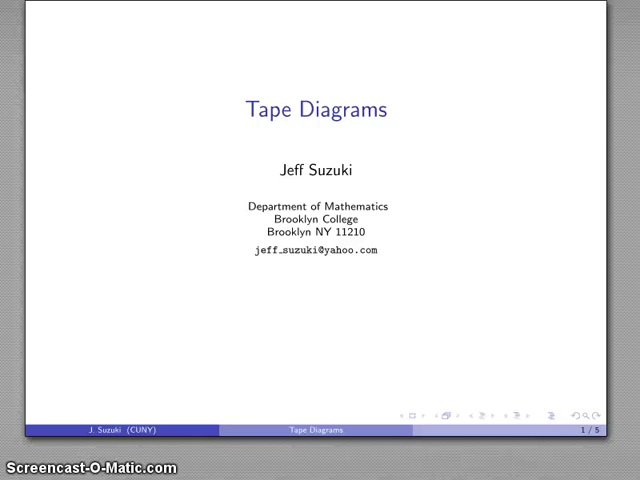 Tape Diagrams
Jeff Suzuki
Department of Mathematics
Brooklyn College
Brooklyn NY 11210
jeff_suzuki@yahoo.com
J. Suzuki (CUNY)
Tape Diagrams
1 / 5
Screencast-O-Matic.com